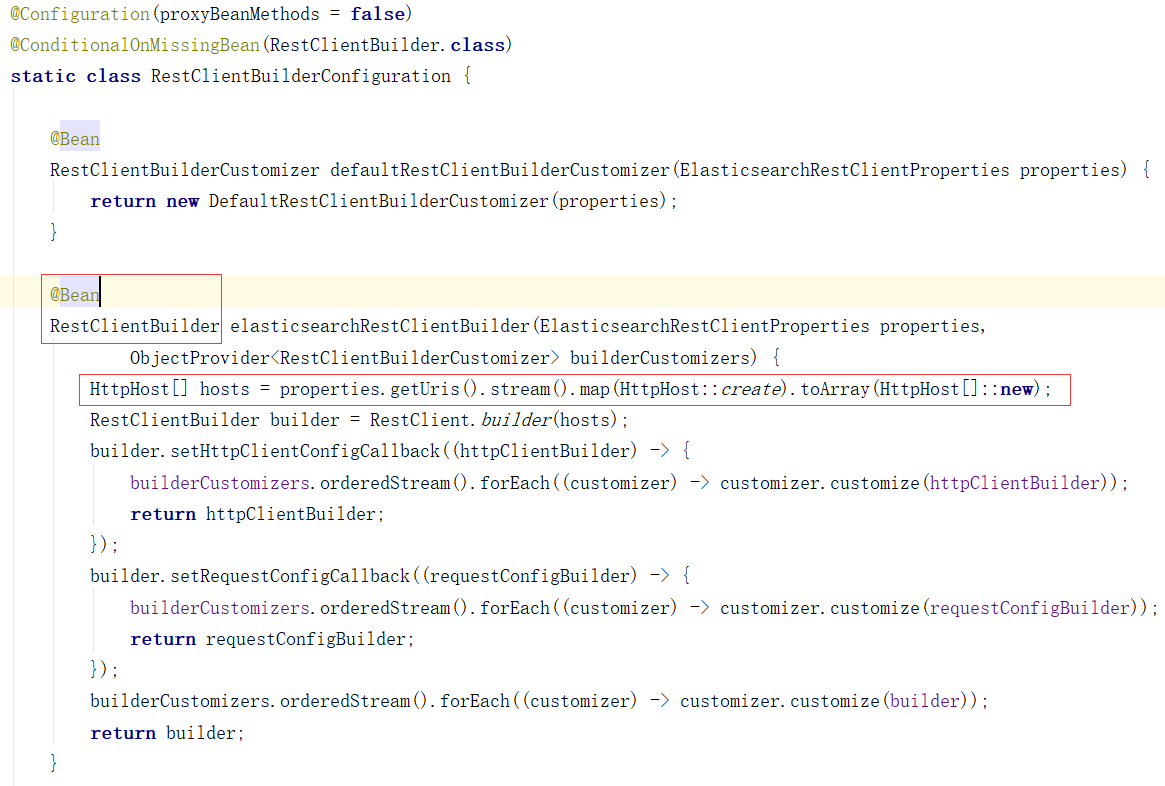 @Configuration(proxyBeanMethods = false)
@ConditionalOnMissingBean(RestClientBuilder.class)
static class RestClientBuilderConfiguration {
@Bean
RestClientBuilderCustomizer defaultRestClientBuilderCustomizer(ElasticsearchRestClientProperties properties) {
return new DefaultRestClientBuilderCustomizer(properties);
}
@Bean
RestClientBuilder elasticsearchRestClientBuilder(ElasticsearchRestClientProperties properties,
ObjectProvider<RestClientBuilderCustomizer> builderCustomizers) {
HttpHost[] hosts = properties.getUris().stream().map(HttpHost::create).toArray(HttpHost[]::new);
RestClientBuilder builder = RestClient.builder(hosts);
builder.setHttpClientConfigCallback((httpClientBuilder) -> {
builderCustomizers.orderedStream().forEach((customizer) -> customizer.customize(httpClientBuilder));
return httpClientBuilder;
});
builder.setRequestConfigCallback((requestConfigBuilder) -> {
builderCustomizers.orderedStream().forEach((customizer) -> customizer.customize(requestConfigBuilder));
return requestConfigBuilder;
});
builderCustomizers.orderedStream().forEach((customizer) -> customizer.customize(builder));
return builder;
}